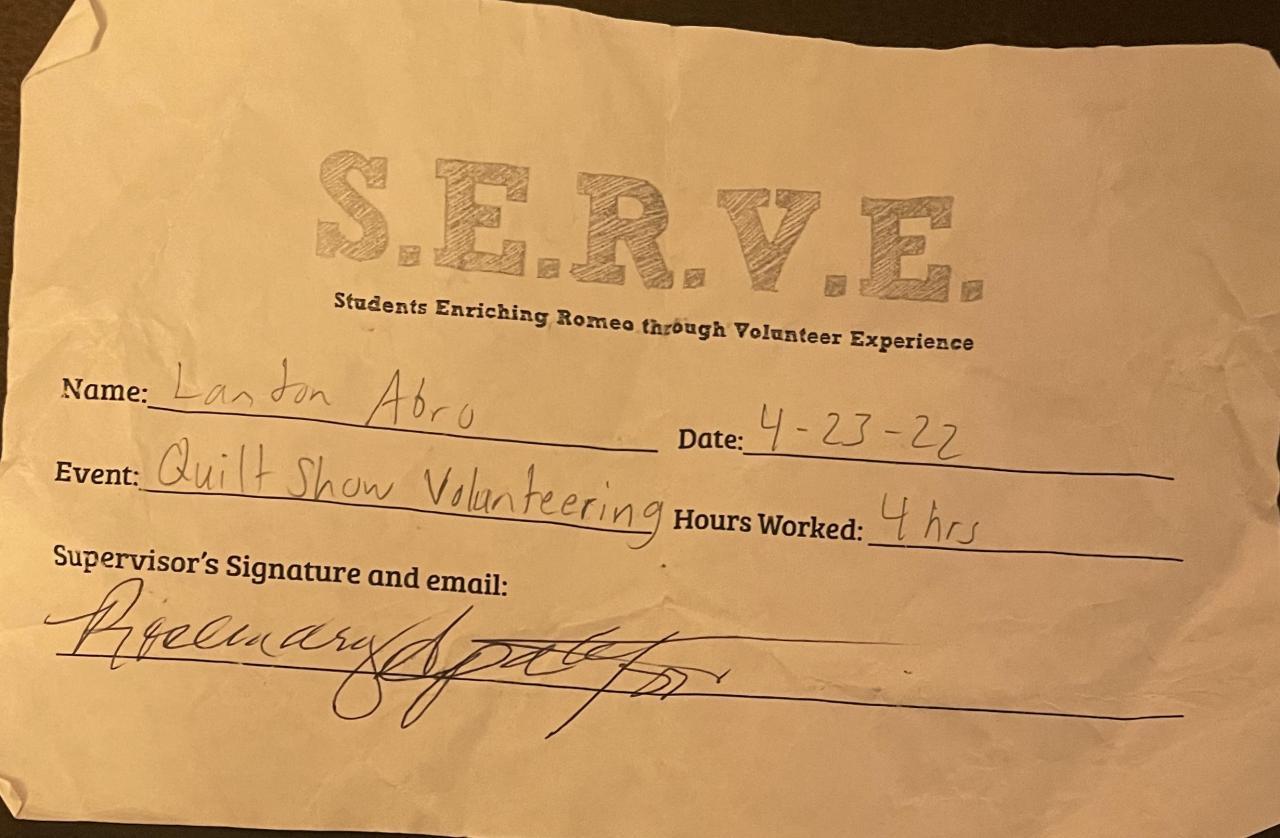 S.E.R.V.E.
Students Enriching Romeo through Volunteer Experience
Name: Landon Abro Date: 4-23-22
Event: Quilt Show Volunteering Hours Worked: 4 hrs
Supervisor's Signature and email:
Rosemary